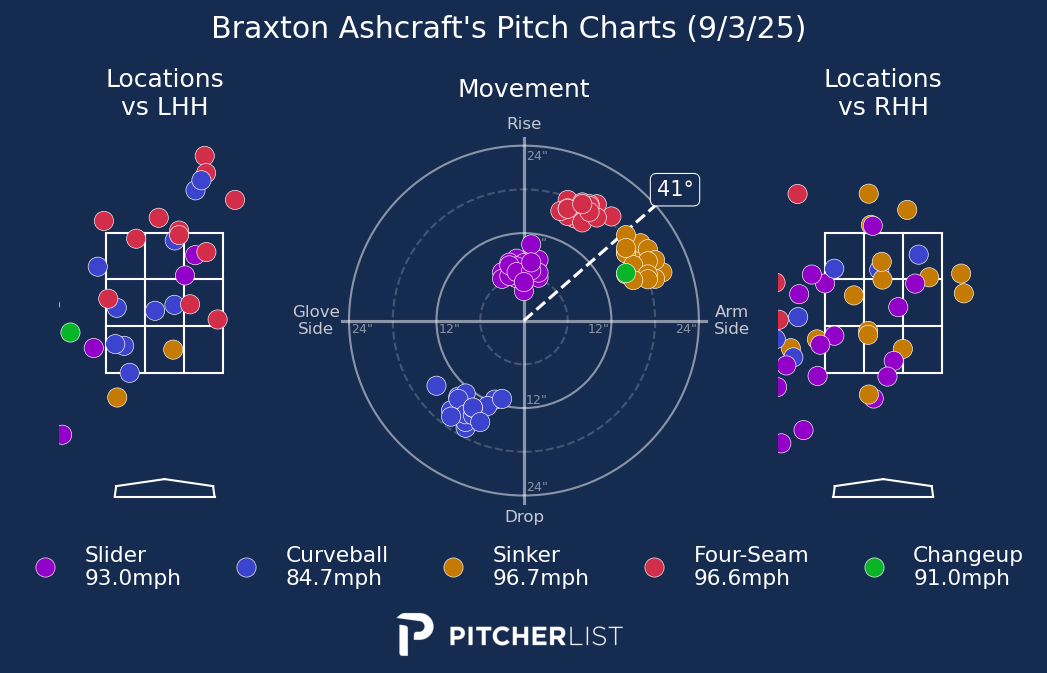 Braxton Ashcraft's Pitch Charts (9/3/25)
Locations
vs LHH
Movement
Locations
vs RHH
Rise
24"
41°
Glove
Side
24"
12"
12"
24"
Arm
Side
12"
24"
Drop
Slider
93.0mph
Curveball
84.7mph
Sinker
96.7mph
Four-Seam
96.6mph
Changeup
91.0mph
PITCHERLIST